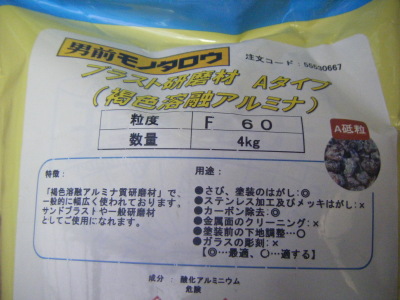 男前モノタロウ
注文コード：55530667
ブラスト研磨材 Aタイプ
（褐色溶融アルミナ）
粒度 F 60
数量 4kg
A砥粒
特徴：
「褐色溶融アルミナ質研磨材」で、
一般的に幅広く使われております。
サンドブラストや一般研磨材
としてご使用になれます。
用途：
●さび、塗装のはがし：◎
●ステンレス加工及びメッキはがし：×
●カーボン除去：◎
●金属面のクリーニング：×
●塗装前の下地調整…○
●ガラスの彫刻：×
【◎…最適、○…適する】
成分：酸化アルミニウム
危険